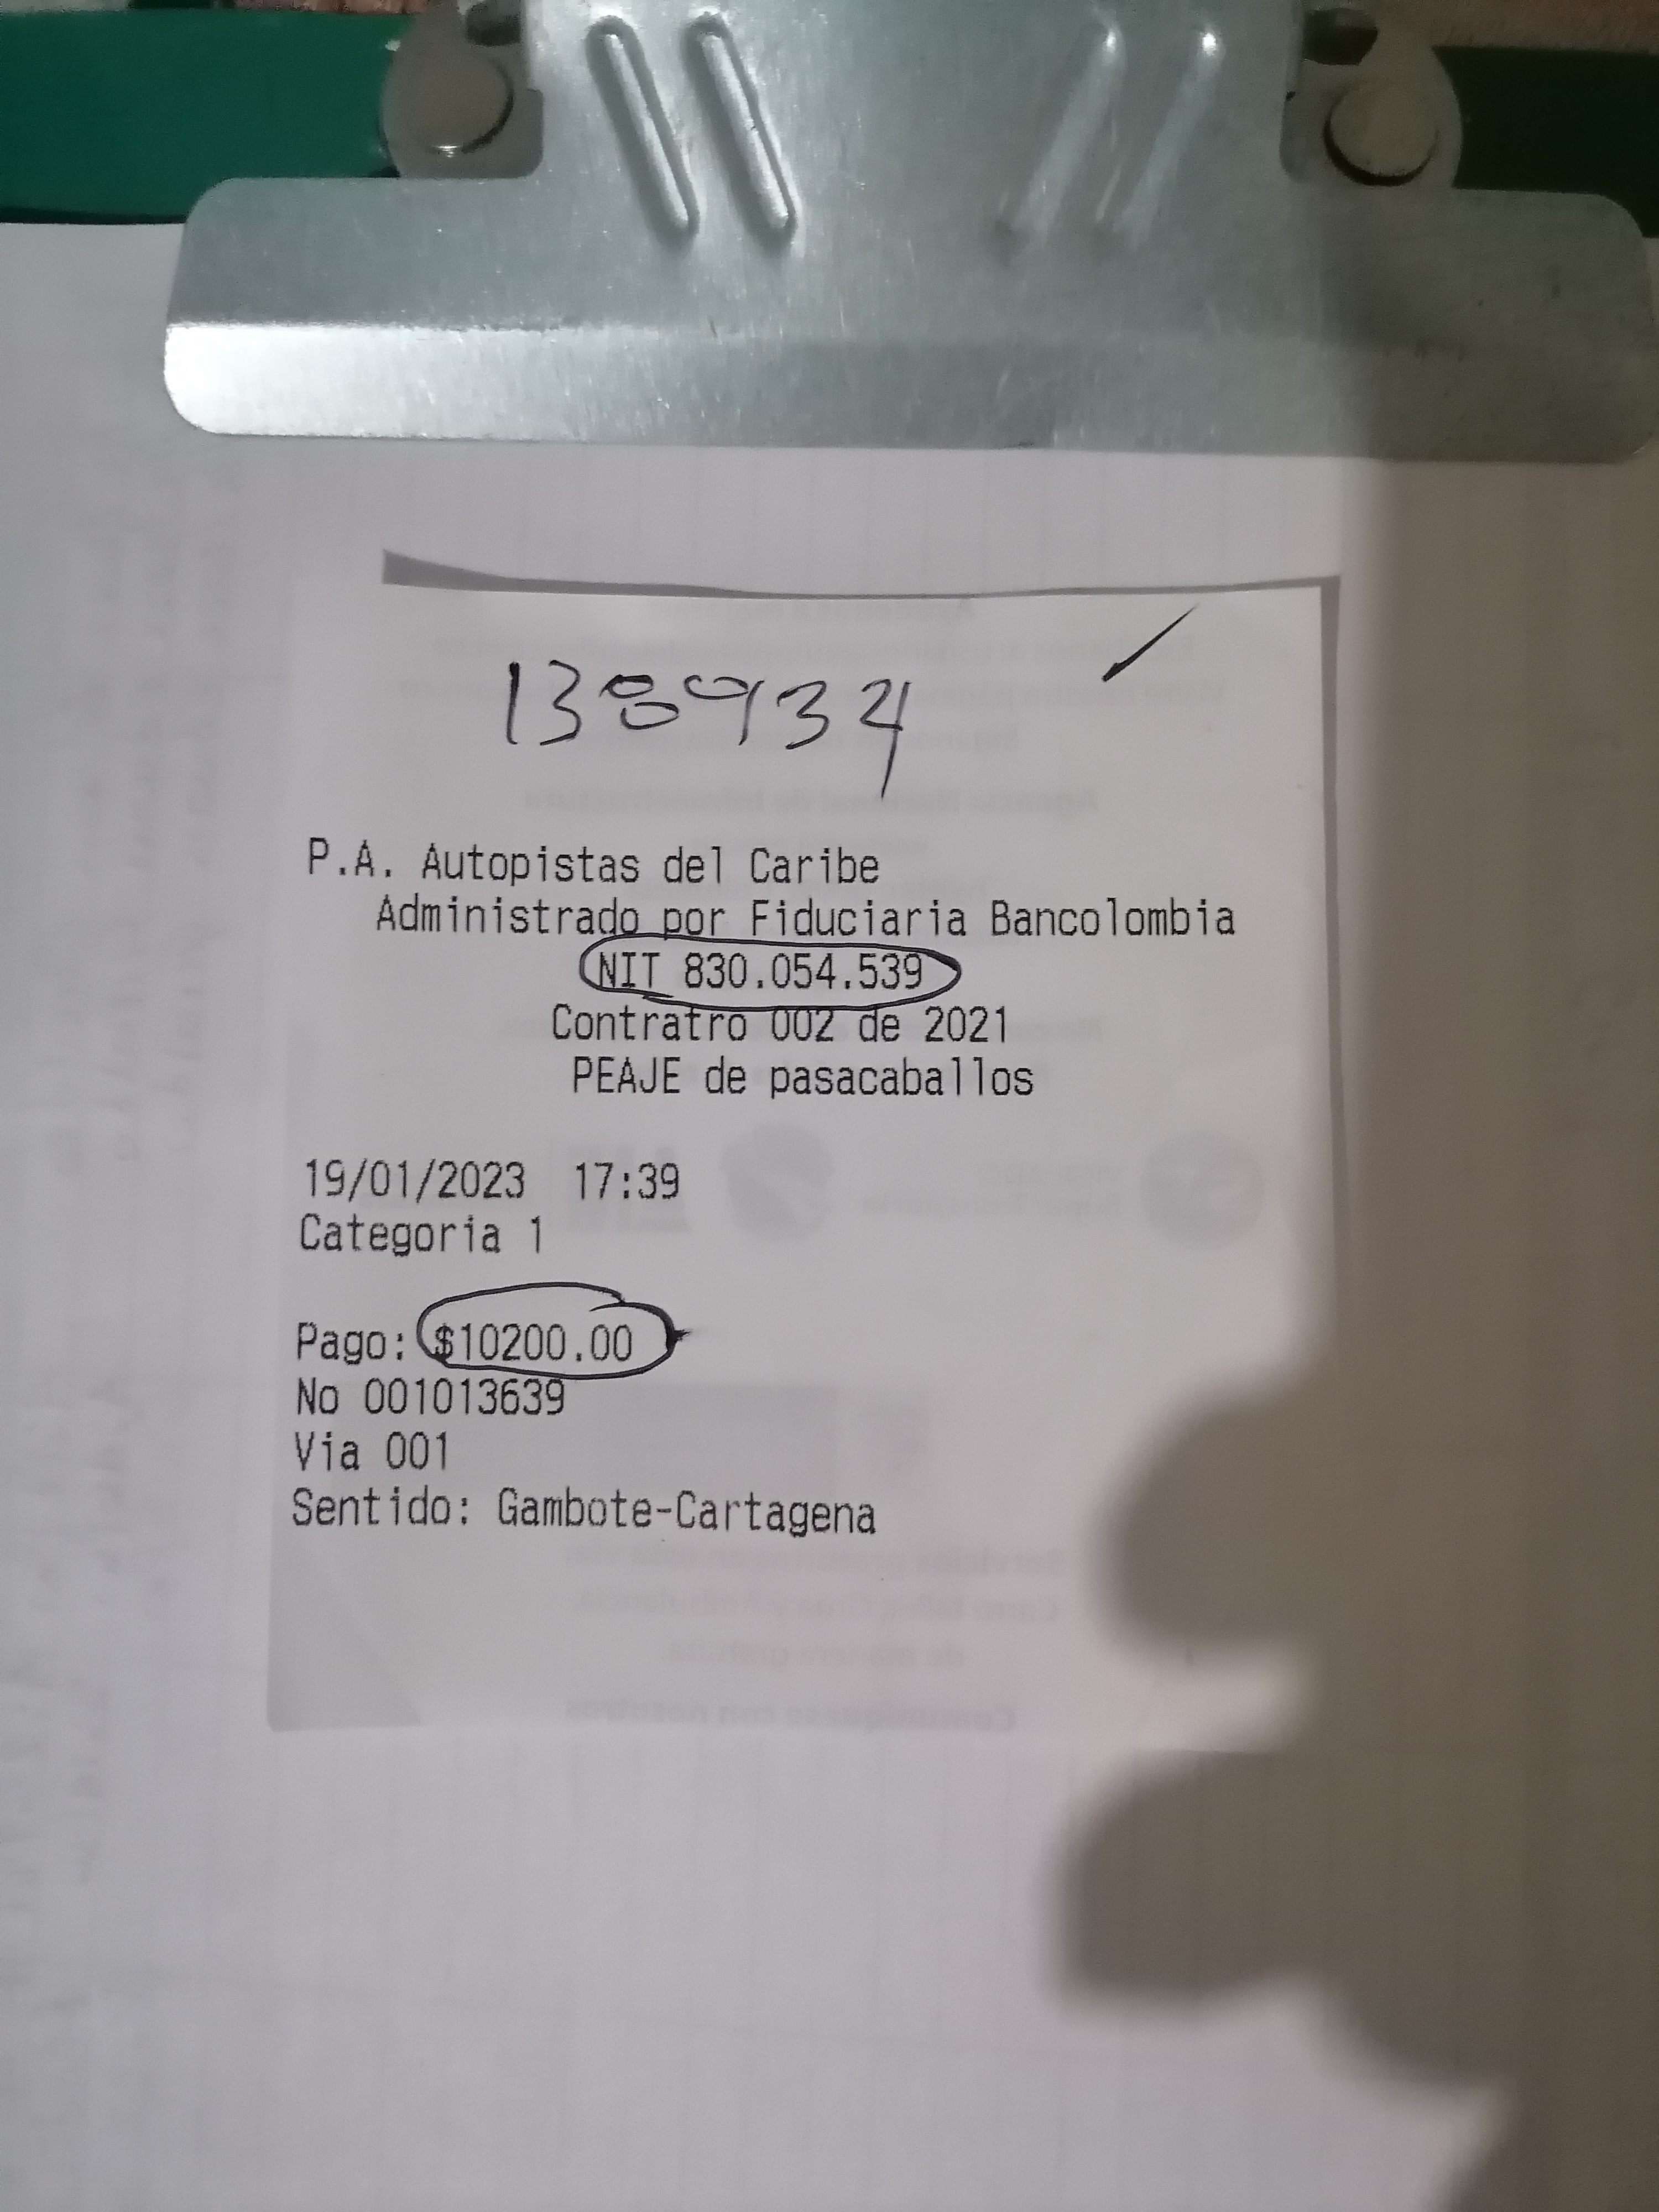 138934
P.A. Autopistas del Caribe
Administrado por Fiduciaria Bancolombia
NIT 830.054.539
Contratro 002 de 2021
PEAJE de pasacaballos
19/01/2023 17:39
Categoria 1
Pago: $10200.00
No 001013639
Via 001
Sentido: Gambote-Cartagena